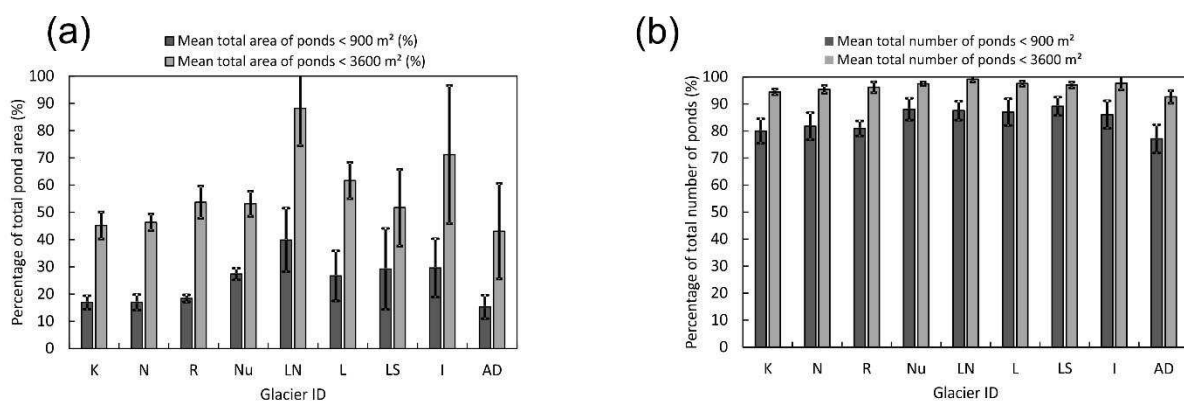 (a)
Mean total area of ponds < 900 m² (%)
Mean total area of ponds < 3600 m² (%)
Percentage of total pond area (%)
100
90
80
70
60
50
40
30
20
10
0
K N R Nu LN L LS I AD
Glacier ID
(b)
Mean total number of ponds < 900 m²
Mean total number of ponds < 3600 m²
Percentage of total number of ponds (%)
100
90
80
70
60
50
40
30
20
10
0
K N R Nu LN L LS I AD
Glacier ID